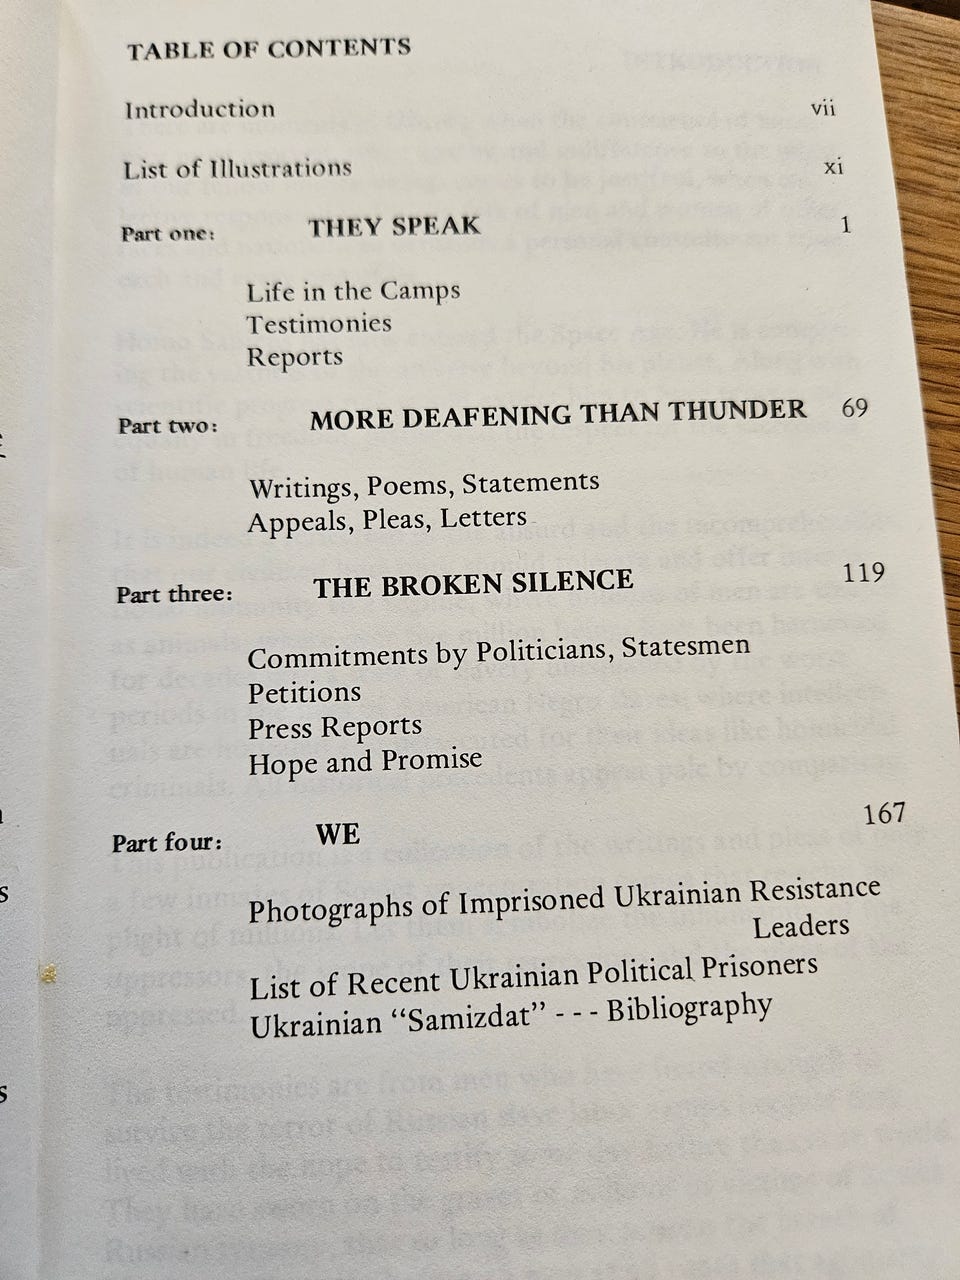 TABLE OF CONTENTS
Introduction vii
List of Illustrations xi
Part one: THEY SPEAK 1
Life in the Camps
Testimonies
Reports
Part two: MORE DEAFENING THAN THUNDER 69
Writings, Poems, Statements
Appeals, Pleas, Letters
Part three: THE BROKEN SILENCE 119
Commitments by Politicians, Statesmen
Petitions
Press Reports
Hope and Promise
Part four: WE 167
Photographs of Imprisoned Ukrainian Resistance
Leaders
List of Recent Ukrainian Political Prisoners
Ukrainian “Samizdat” - - - Bibliography